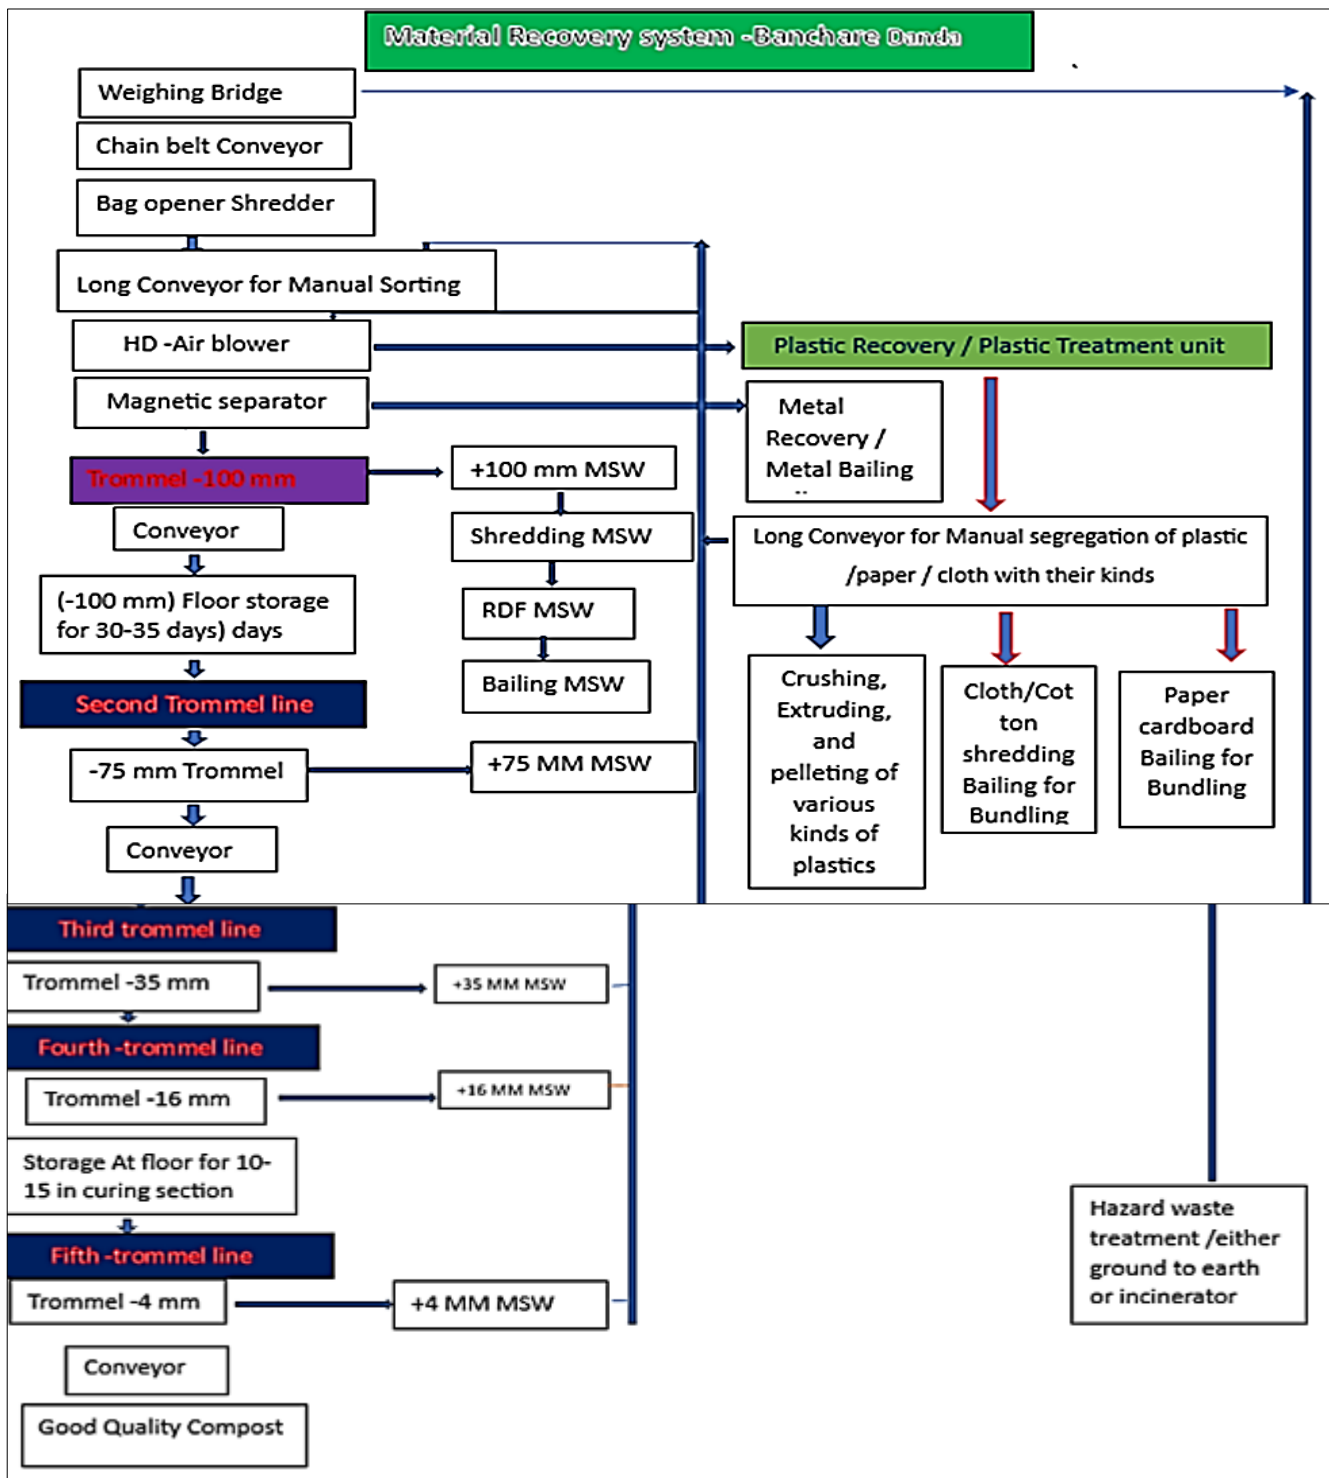 Material Recovery system -Banchare Danda
Weighing Bridge
Chain belt Conveyor
Bag opener Shredder
Long Conveyor for Manual Sorting
HD -Air blower
Plastic Recovery / Plastic Treatment unit
Magnetic separator
Metal
Recovery /
Metal Bailing
Trommel -100 mm
+100 mm MSW
Conveyor
Shredding MSW
Long Conveyor for Manual segregation of plastic
/paper / cloth with their kinds
(-100 mm) Floor storage
for 30-35 days) days
RDF MSW
Bailing MSW
Second Trommel line
Crushing,
Extruding,
and
pelleting of
various
kinds of
plastics
Cloth/Cot
ton
shredding
Bailing for
Bundling
Paper
cardboard
Bailing for
Bundling
-75 mm Trommel
+75 MM MSW
Conveyor
Third trommel line
Trommel -35 mm
+35 MM MSW
Fourth -trommel line
Trommel -16 mm
+16 MM MSW
Storage At floor for 10-
15 in curing section
Hazard waste
treatment /either
ground to earth
or incinerator
Fifth -trommel line
Trommel -4 mm
+4 MM MSW
Conveyor
Good Quality Compost